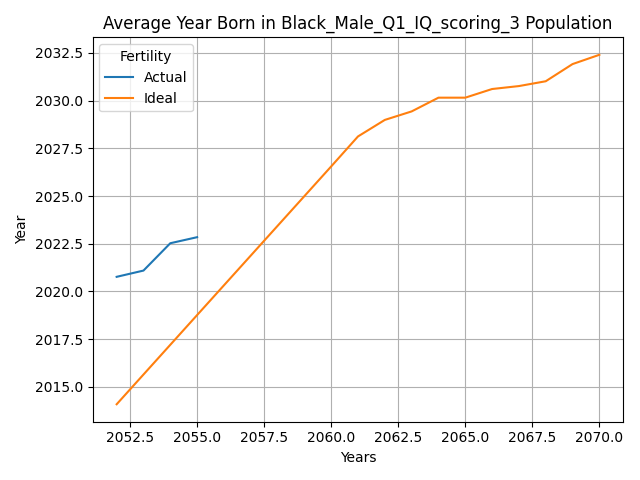 Average Year Born in Black_Male_Q1_IQ_scoring_3 Population
Fertility
Actual
Ideal
2032.5
2030.0
2027.5
2025.0
2022.5
2020.0
2017.5
2015.0
Year
2052.5 2055.0 2057.5 2060.0 2062.5 2065.0 2067.5 2070.0
Years